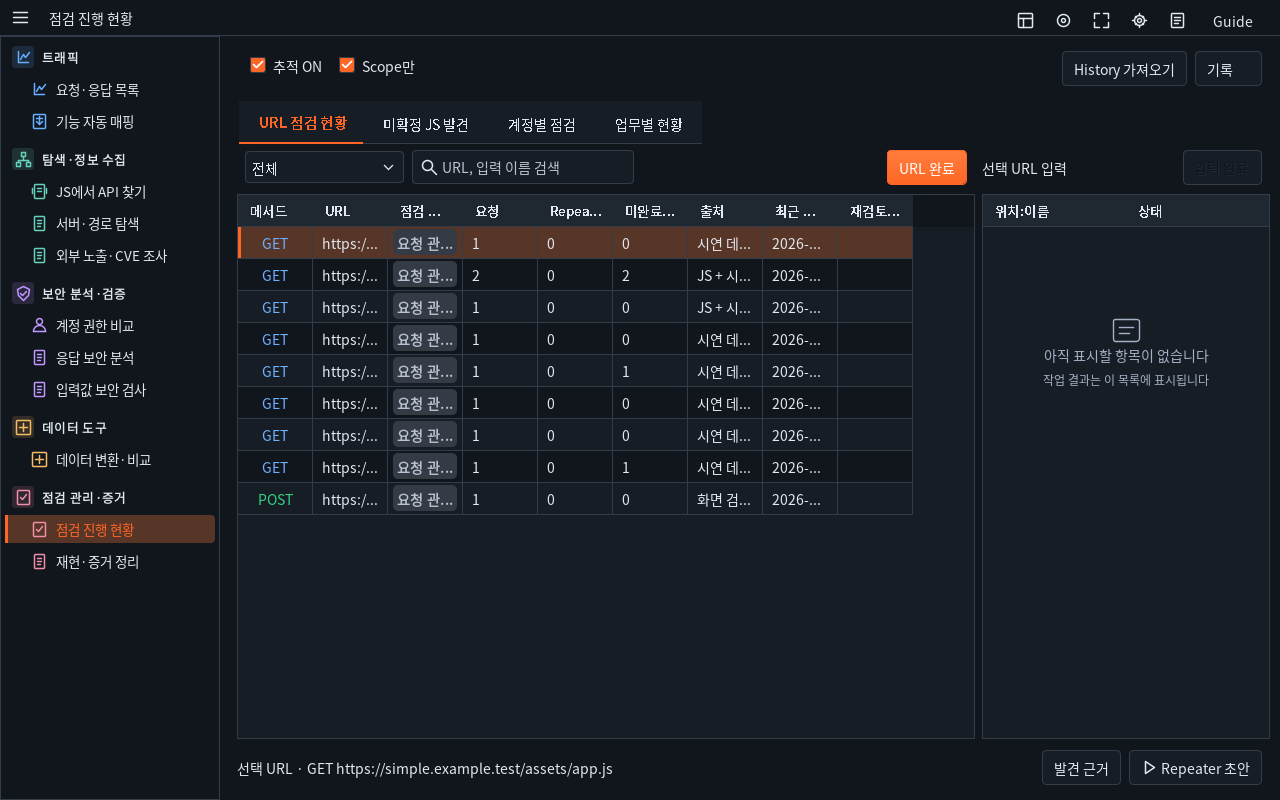 점검 진행 현황
Guide
트래픽
요청·응답 목록
기능 자동 매핑
탐색·정보 수집
JS에서 API 찾기
서버·경로 탐색
외부 노출·CVE 조사
보안 분석·검증
계정 권한 비교
응답 보안 분석
입력값 보안 검사
데이터 도구
데이터 변환·비교
점검 관리·증거
점검 진행 현황
재현·증거 정리
추적 ON Scope만
History 가져오기 기록
URL 점검 현황 미확정 JS 발견 계정별 점검 업무별 현황
전체 URL, 입력 이름 검색 URL 완료 선택 URL 입력 입력 완료
메서드 URL 점검 ... 요청 Repea... 미완료... 출처 최근 ... 재검토...
GET https:/... 요청 관... 1 0 0 시연 데... 2026-...
GET https:/... 요청 관... 2 0 2 JS + 시... 2026-...
GET https:/... 요청 관... 1 0 0 JS + 시... 2026-...
GET https:/... 요청 관... 1 0 0 시연 데... 2026-...
GET https:/... 요청 관... 1 0 1 시연 데... 2026-...
GET https:/... 요청 관... 1 0 0 시연 데... 2026-...
GET https:/... 요청 관... 1 0 0 시연 데... 2026-...
GET https:/... 요청 관... 1 0 1 시연 데... 2026-...
POST https:/... 요청 관... 1 0 0 화면 검... 2026-...
위치:이름 상태
아직 표시할 항목이 없습니다
작업 결과는 이 목록에 표시됩니다
선택 URL · GET https://simple.example.test/assets/app.js
발견 근거 Repeater 초안